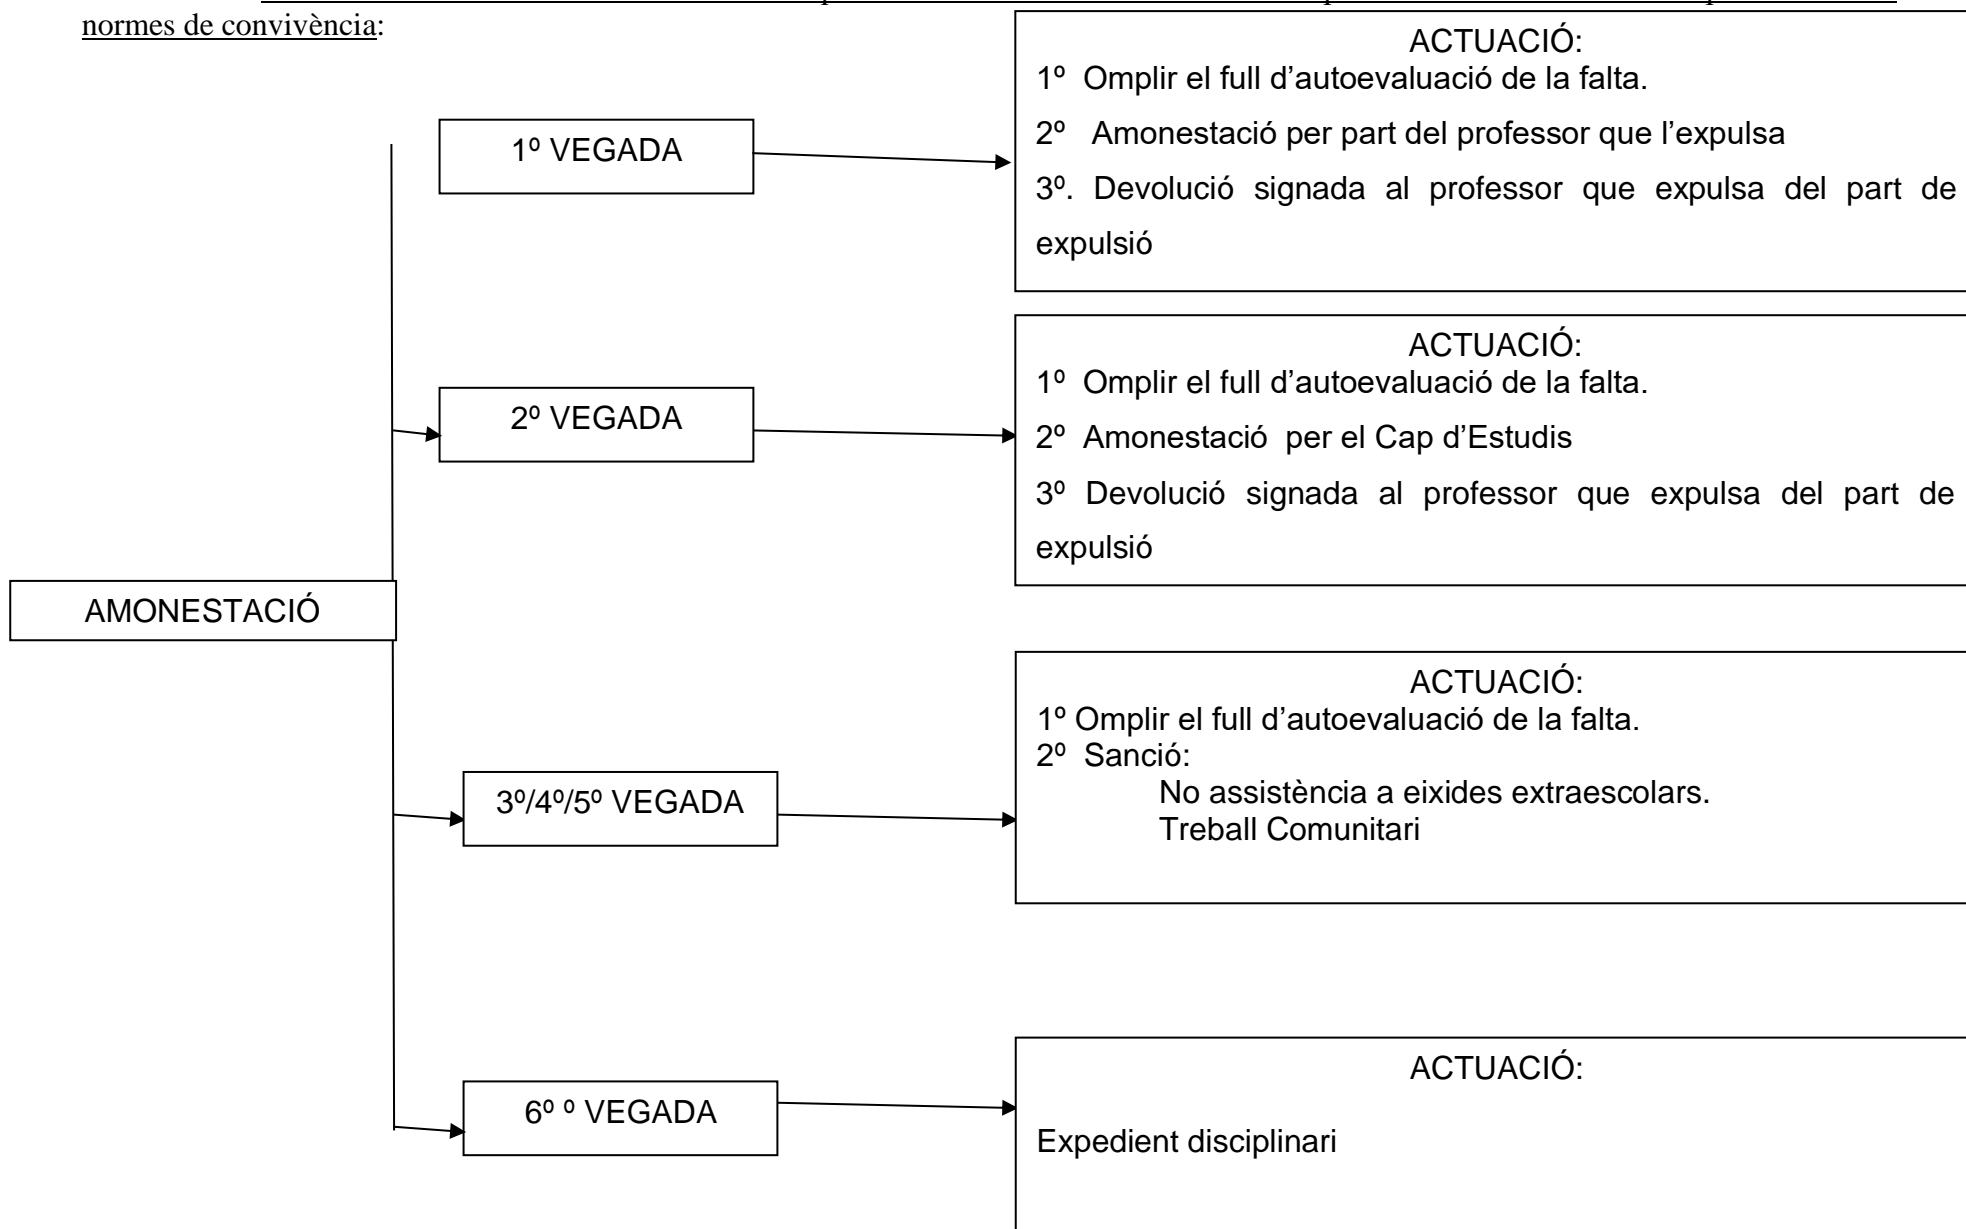 normes de convivència:
ACTUACIÓ:
1º Omplir el full d’autoevaluació de la falta.
2º Amonestació per part del professor que l’expulsa
3º. Devolució signada al professor que expulsa del part de
expulsió
1º VEGADA
ACTUACIÓ:
1º Omplir el full d’autoevaluació de la falta.
2º Amonestació per el Cap d’Estudis
3º Devolució signada al professor que expulsa del part de
expulsió
2º VEGADA
AMONESTACIÓ
ACTUACIÓ:
1º Omplir el full d’autoevaluació de la falta.
2º Sanció:
No assistència a eixides extraescolars.
Treball Comunitari
3º/4º/5º VEGADA
ACTUACIÓ:
Expedient disciplinari
6º º VEGADA